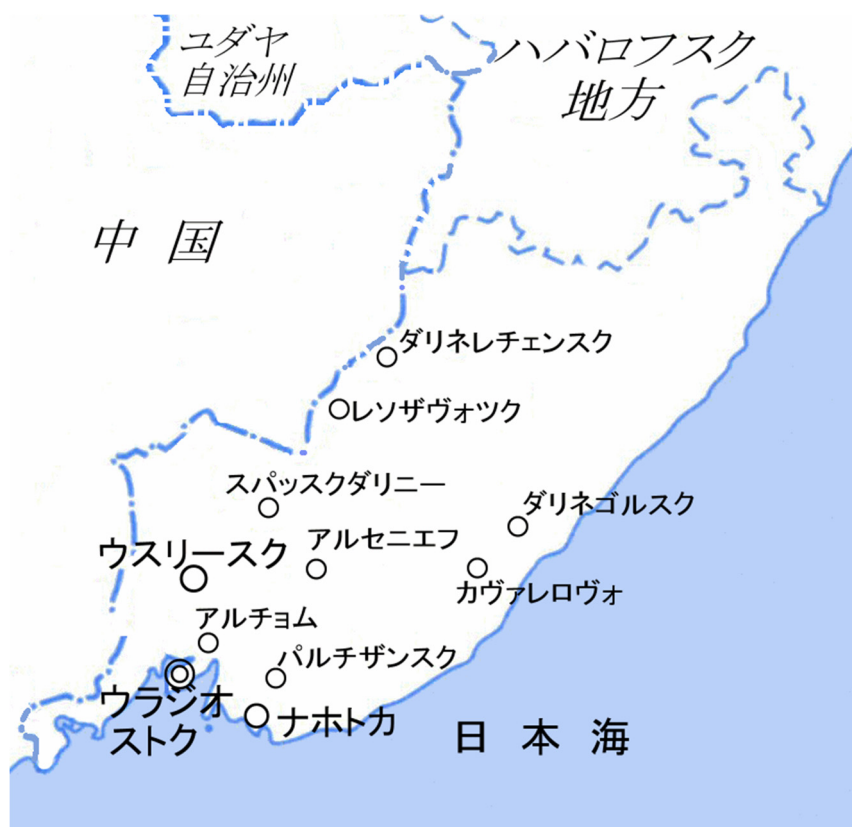 ユダヤ
自治州
ハバロフスク
地方
中国
ダリネレチェンスク
レソザヴォツク
スパッスクダリニー
ダリネゴルスク
ウスリースク
アルセニエフ
カヴァレロヴォ
アルチョム
パルチザンスク
ウラジオ
ストク
ナホトカ
日本海